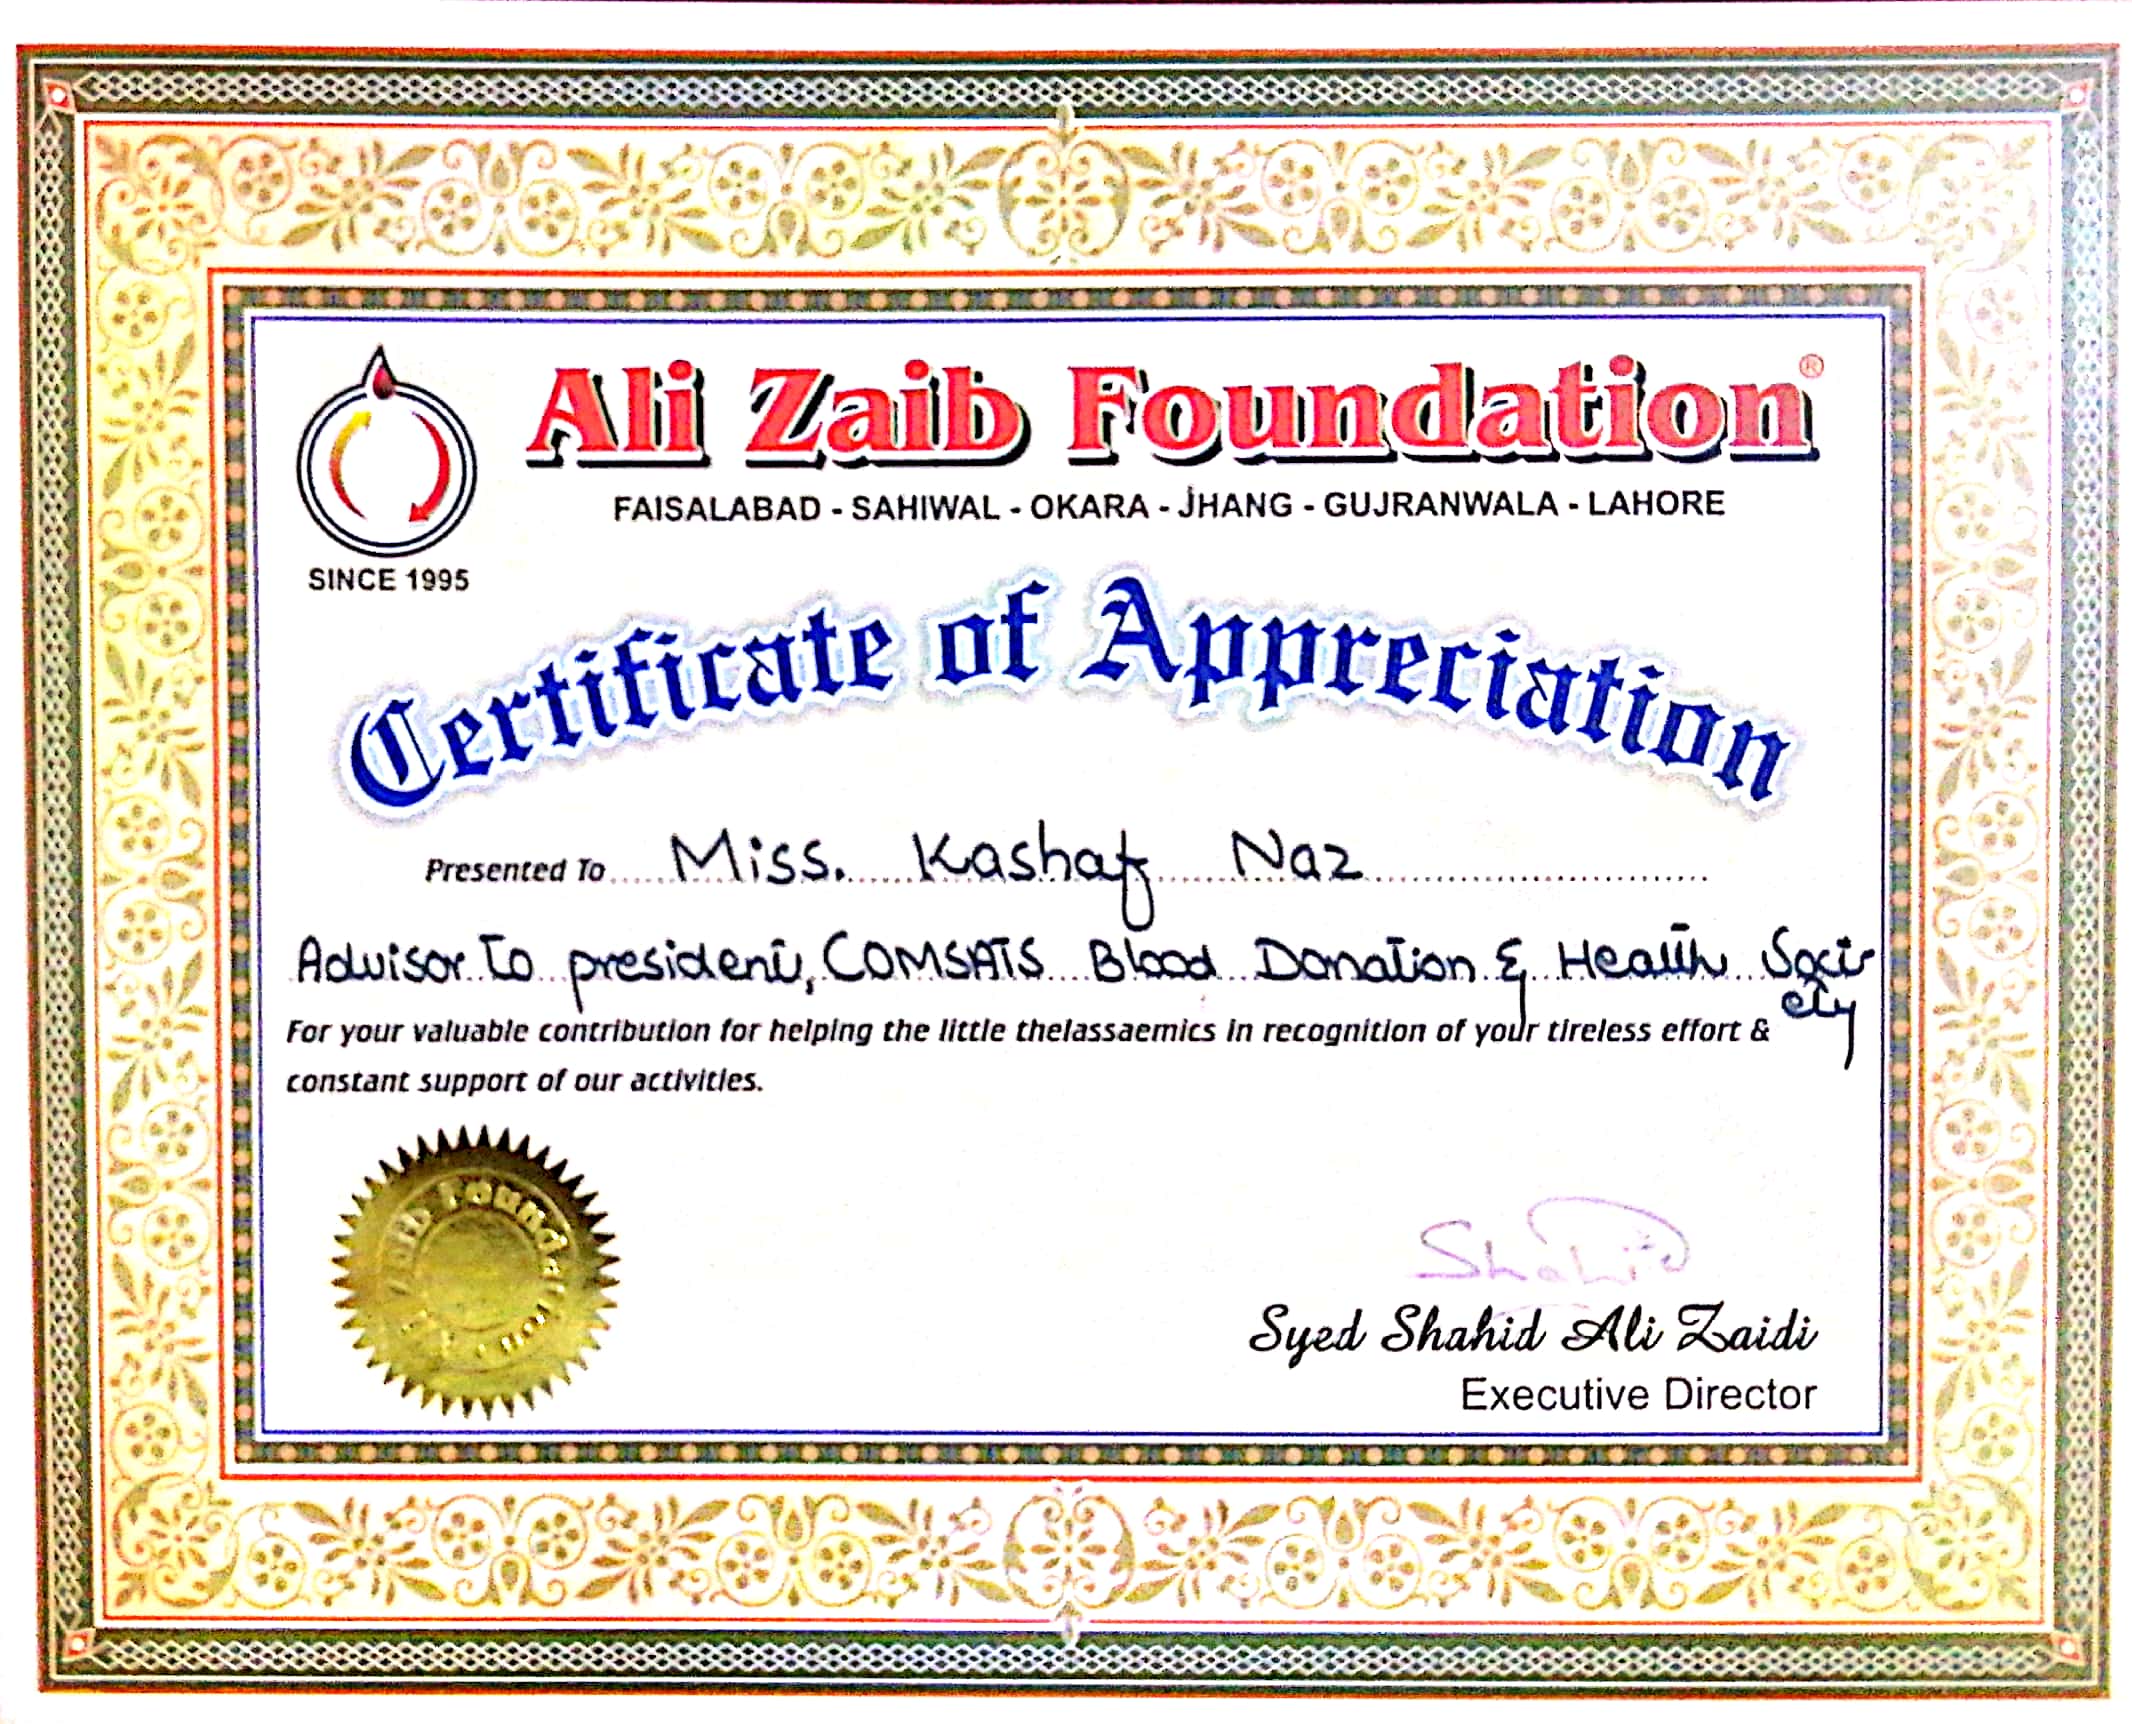 Ali Zaib Foundation®
FAISALABAD - SAHIWAL - OKARA - JHANG - GUJRANWALA - LAHORE
SINCE 1995
Certificate of Appreciation
Presented To Miss. Kashaf Naz
Advisor to president, COMSATS Blood Donation & Health Soci-
ety
For your valuable contribution for helping the little thelassaemics in recognition of your tireless effort &
constant support of our activities.
Zaib Foundation
Shahid
Syed Shahid Ali Zaidi
Executive Director